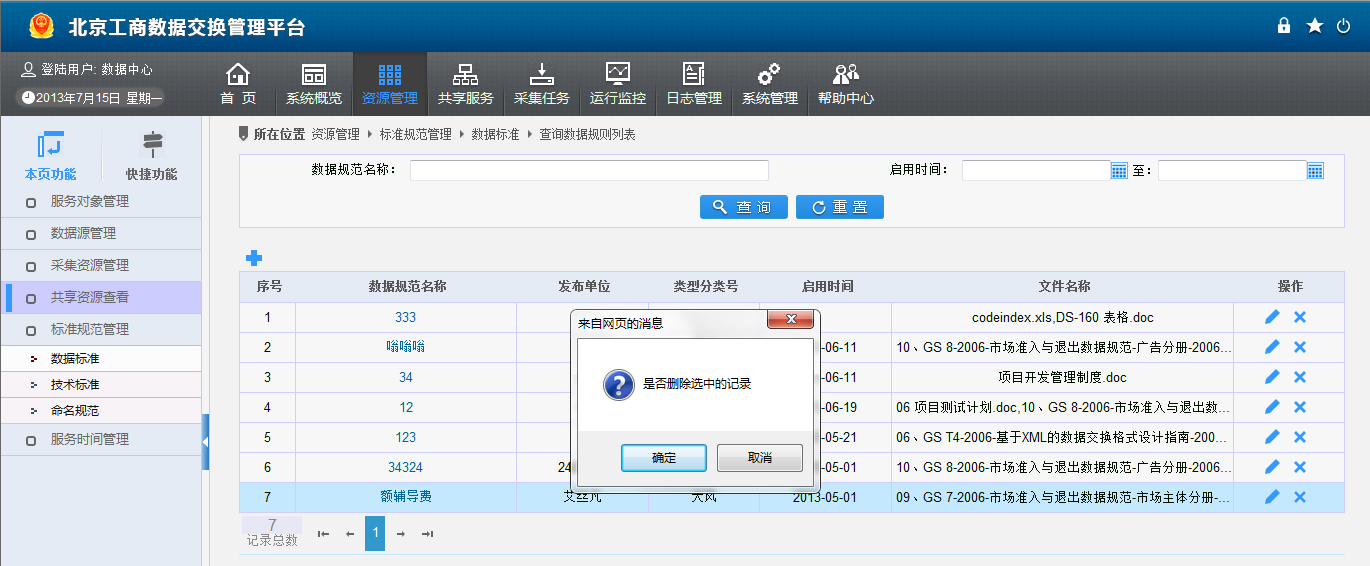 北京工商数据交换管理平台
登陆用户: 数据中心
2013年7月15日 星期一
首 页 系统概览 资源管理 共享服务 采集任务 运行监控 日志管理 系统管理 帮助中心
本页功能 快捷功能
服务对象管理
数据源管理
采集资源管理
共享资源查看
标准规范管理
数据标准
技术标准
命名规范
服务时间管理
所在位置 资源管理 标准规范管理 数据标准 查询数据规则列表
数据规范名称: 启用时间: 至:
查 询 重 置
序号 数据规范名称 发布单位 类型分类号 启用时间 文件名称 操作
1 333 codeindex.xls,DS-160 表格.doc
2 嗡嗡嗡 -06-11 10、GS 8-2006-市场准入与退出数据规范-广告分册-2006...
3 34 -06-11 项目开发管理制度.doc
4 12 -06-19 06 项目测试计划.doc,10、GS 8-2006-市场准入与退出数...
5 123 -05-21 06、GS T4-2006-基于XML的数据交换格式设计指南-200...
6 34324 24 -05-01 10、GS 8-2006-市场准入与退出数据规范-广告分册-2006...
7 额辅导费 艾丝凡 大风 2013-05-01 09、GS 7-2006-市场准入与退出数据规范-市场主体分册-...
来自网页的消息
是否删除选中的记录
确定 取消
7
记录总数
1